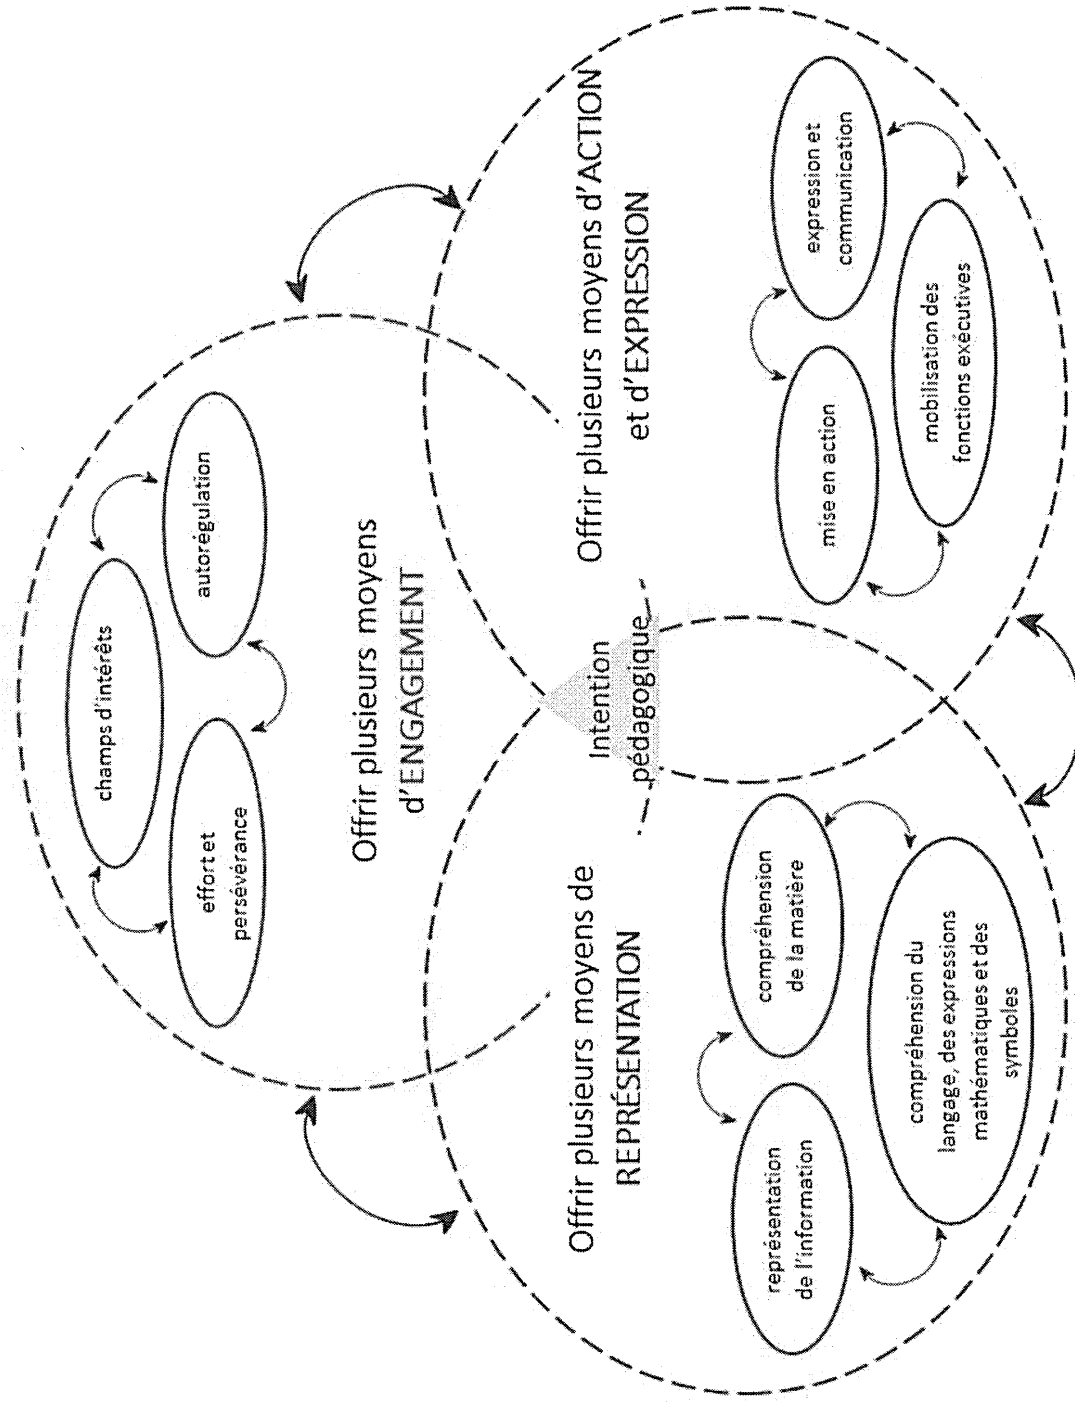 champs d'intérêts
effort et
persévérance
autorégulation
Offrir plusieurs moyens
d'ENGAGEMENT
Intention
pédagogique
Offrir plusieurs moyens de
REPRÉSENTATION
représentation
de l'information
compréhension
de la matière
compréhension du
langage, des expressions
mathématiques et des
symboles
Offrir plusieurs moyens d'ACTION
et d'EXPRESSION
mise en action
expression et
communication
mobilisation des
fonctions exécutives